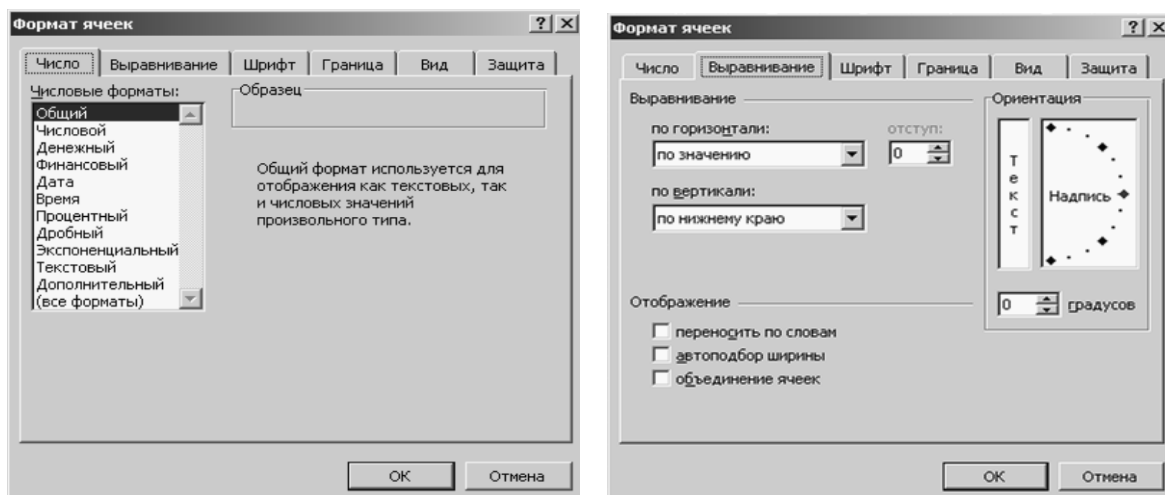 Формат ячеек
Число Выравнивание Шрифт Граница Вид Защита
Числовые форматы:
Общий
Числовой
Денежный
Финансовый
Дата
Время
Процентный
Дробный
Экспоненциальный
Текстовый
Дополнительный
(все форматы)
Образец
Общий формат используется для
отображения как текстовых, так
и числовых значений
произвольного типа.
ОК Отмена
Формат ячеек
Число Выравнивание Шрифт Граница Вид Защита
Выравнивание
по горизонтали:
по значению
отступ:
0
по вертикали:
по нижнему краю
Отображение
переносить по словам
автоподбор ширины
объединение ячеек
Ориентация
Текст
Надпись
0 градусов
ОК Отмена